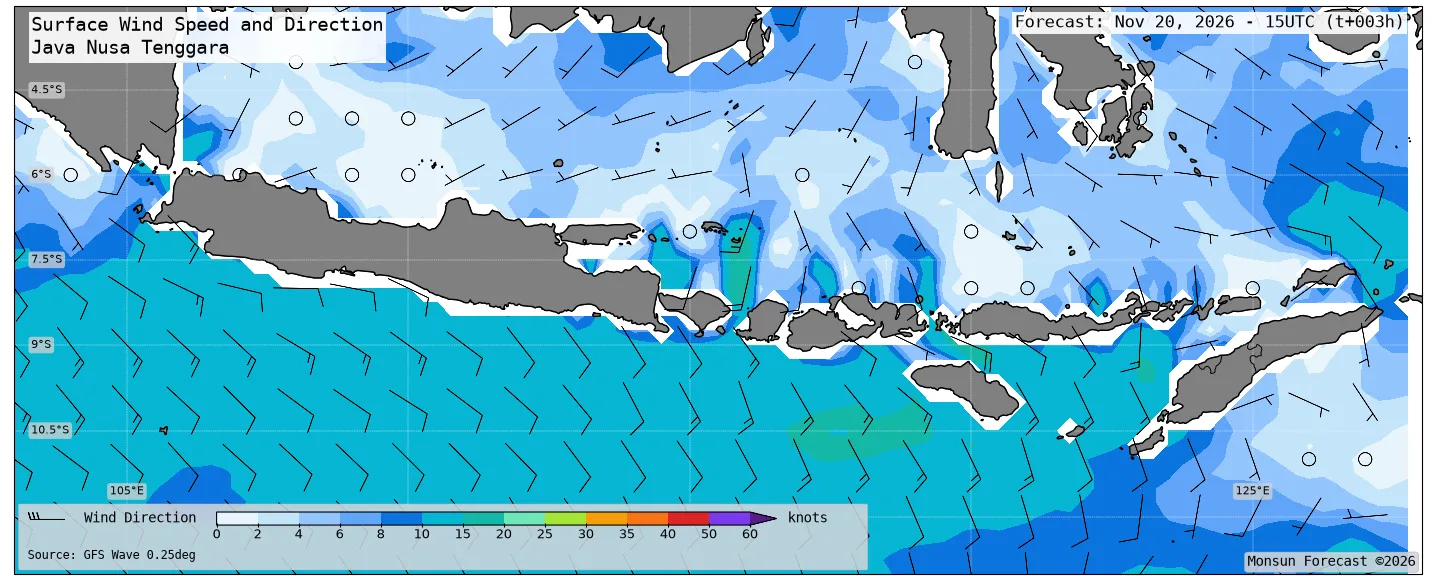 Surface Wind Speed and Direction
Java Nusa Tenggara
Forecast: Nov 20, 2026 - 15UTC (t+003h)
4.5°S
6°S
7.5°S
9°S
10.5°S
105°E
125°E
Wind Direction
0 2 4 6 8 10 15 20 25 30 35 40 50 60
knots
Source: GFS Wave 0.25deg
Monsun Forecast ©2026